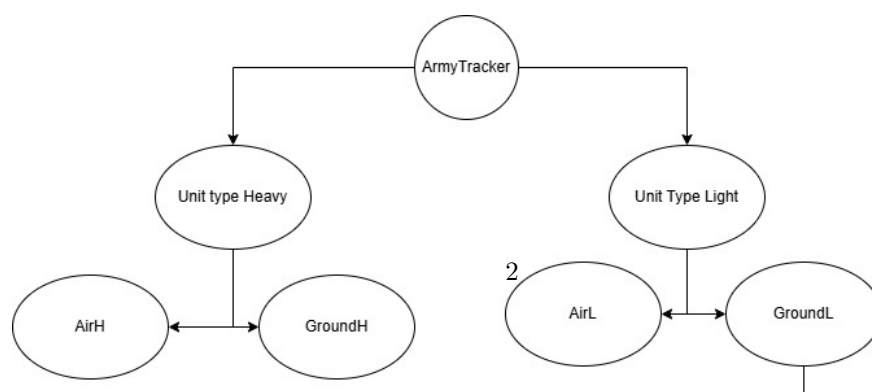 ArmyTracker
Unit type Heavy
Unit Type Light
2
AirH
GroundH
AirL
GroundL